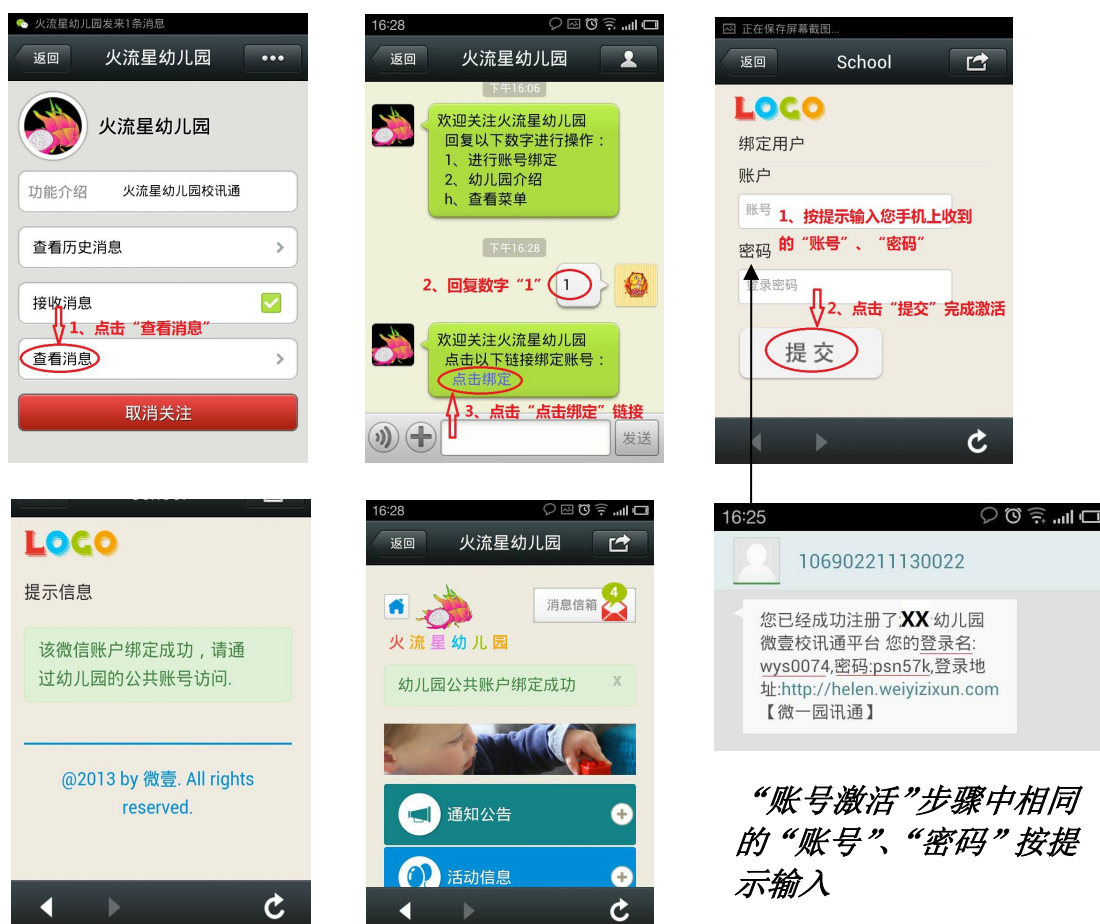 火流星幼儿园发来1条消息
返回
火流星幼儿园
火流星幼儿园
功能介绍
火流星幼儿园校讯通
查看历史消息
接收消息
1、点击“查看消息”
查看消息
取消关注
16:28
返回
火流星幼儿园
下午16:06
欢迎关注火流星幼儿园
回复以下数字进行操作：
1、进行账号绑定
2、幼儿园介绍
h、查看菜单
下午16:28
2、回复数字“1”
1
欢迎关注火流星幼儿园
点击以下链接绑定账号：
点击绑定
3、点击“点击绑定”链接
发送
正在保存屏幕截图...
返回
School
LOGO
绑定用户
账户
账号
1、按提示输入您手机上收到
的“账号”、“密码”
密码
登录密码
2、点击“提交”完成激活
提交
LOGO
提示信息
该微信账户绑定成功，请通
过幼儿园的公共账号访问.
@2013 by 微壹. All rights
reserved.
16:28
返回
火流星幼儿园
消息信箱
4
火流星幼儿园
幼儿园公共账户绑定成功
x
通知公告
活动信息
16:25
106902211130022
您已经成功注册了XX幼儿园
微壹校讯通平台 您的登录名:
wys0074,密码:psn57k,登录地
址:http://helen.weiyizixun.com
【微一园讯通】
“账号激活”步骤中相同
的“账号”、“密码”按提
示输入